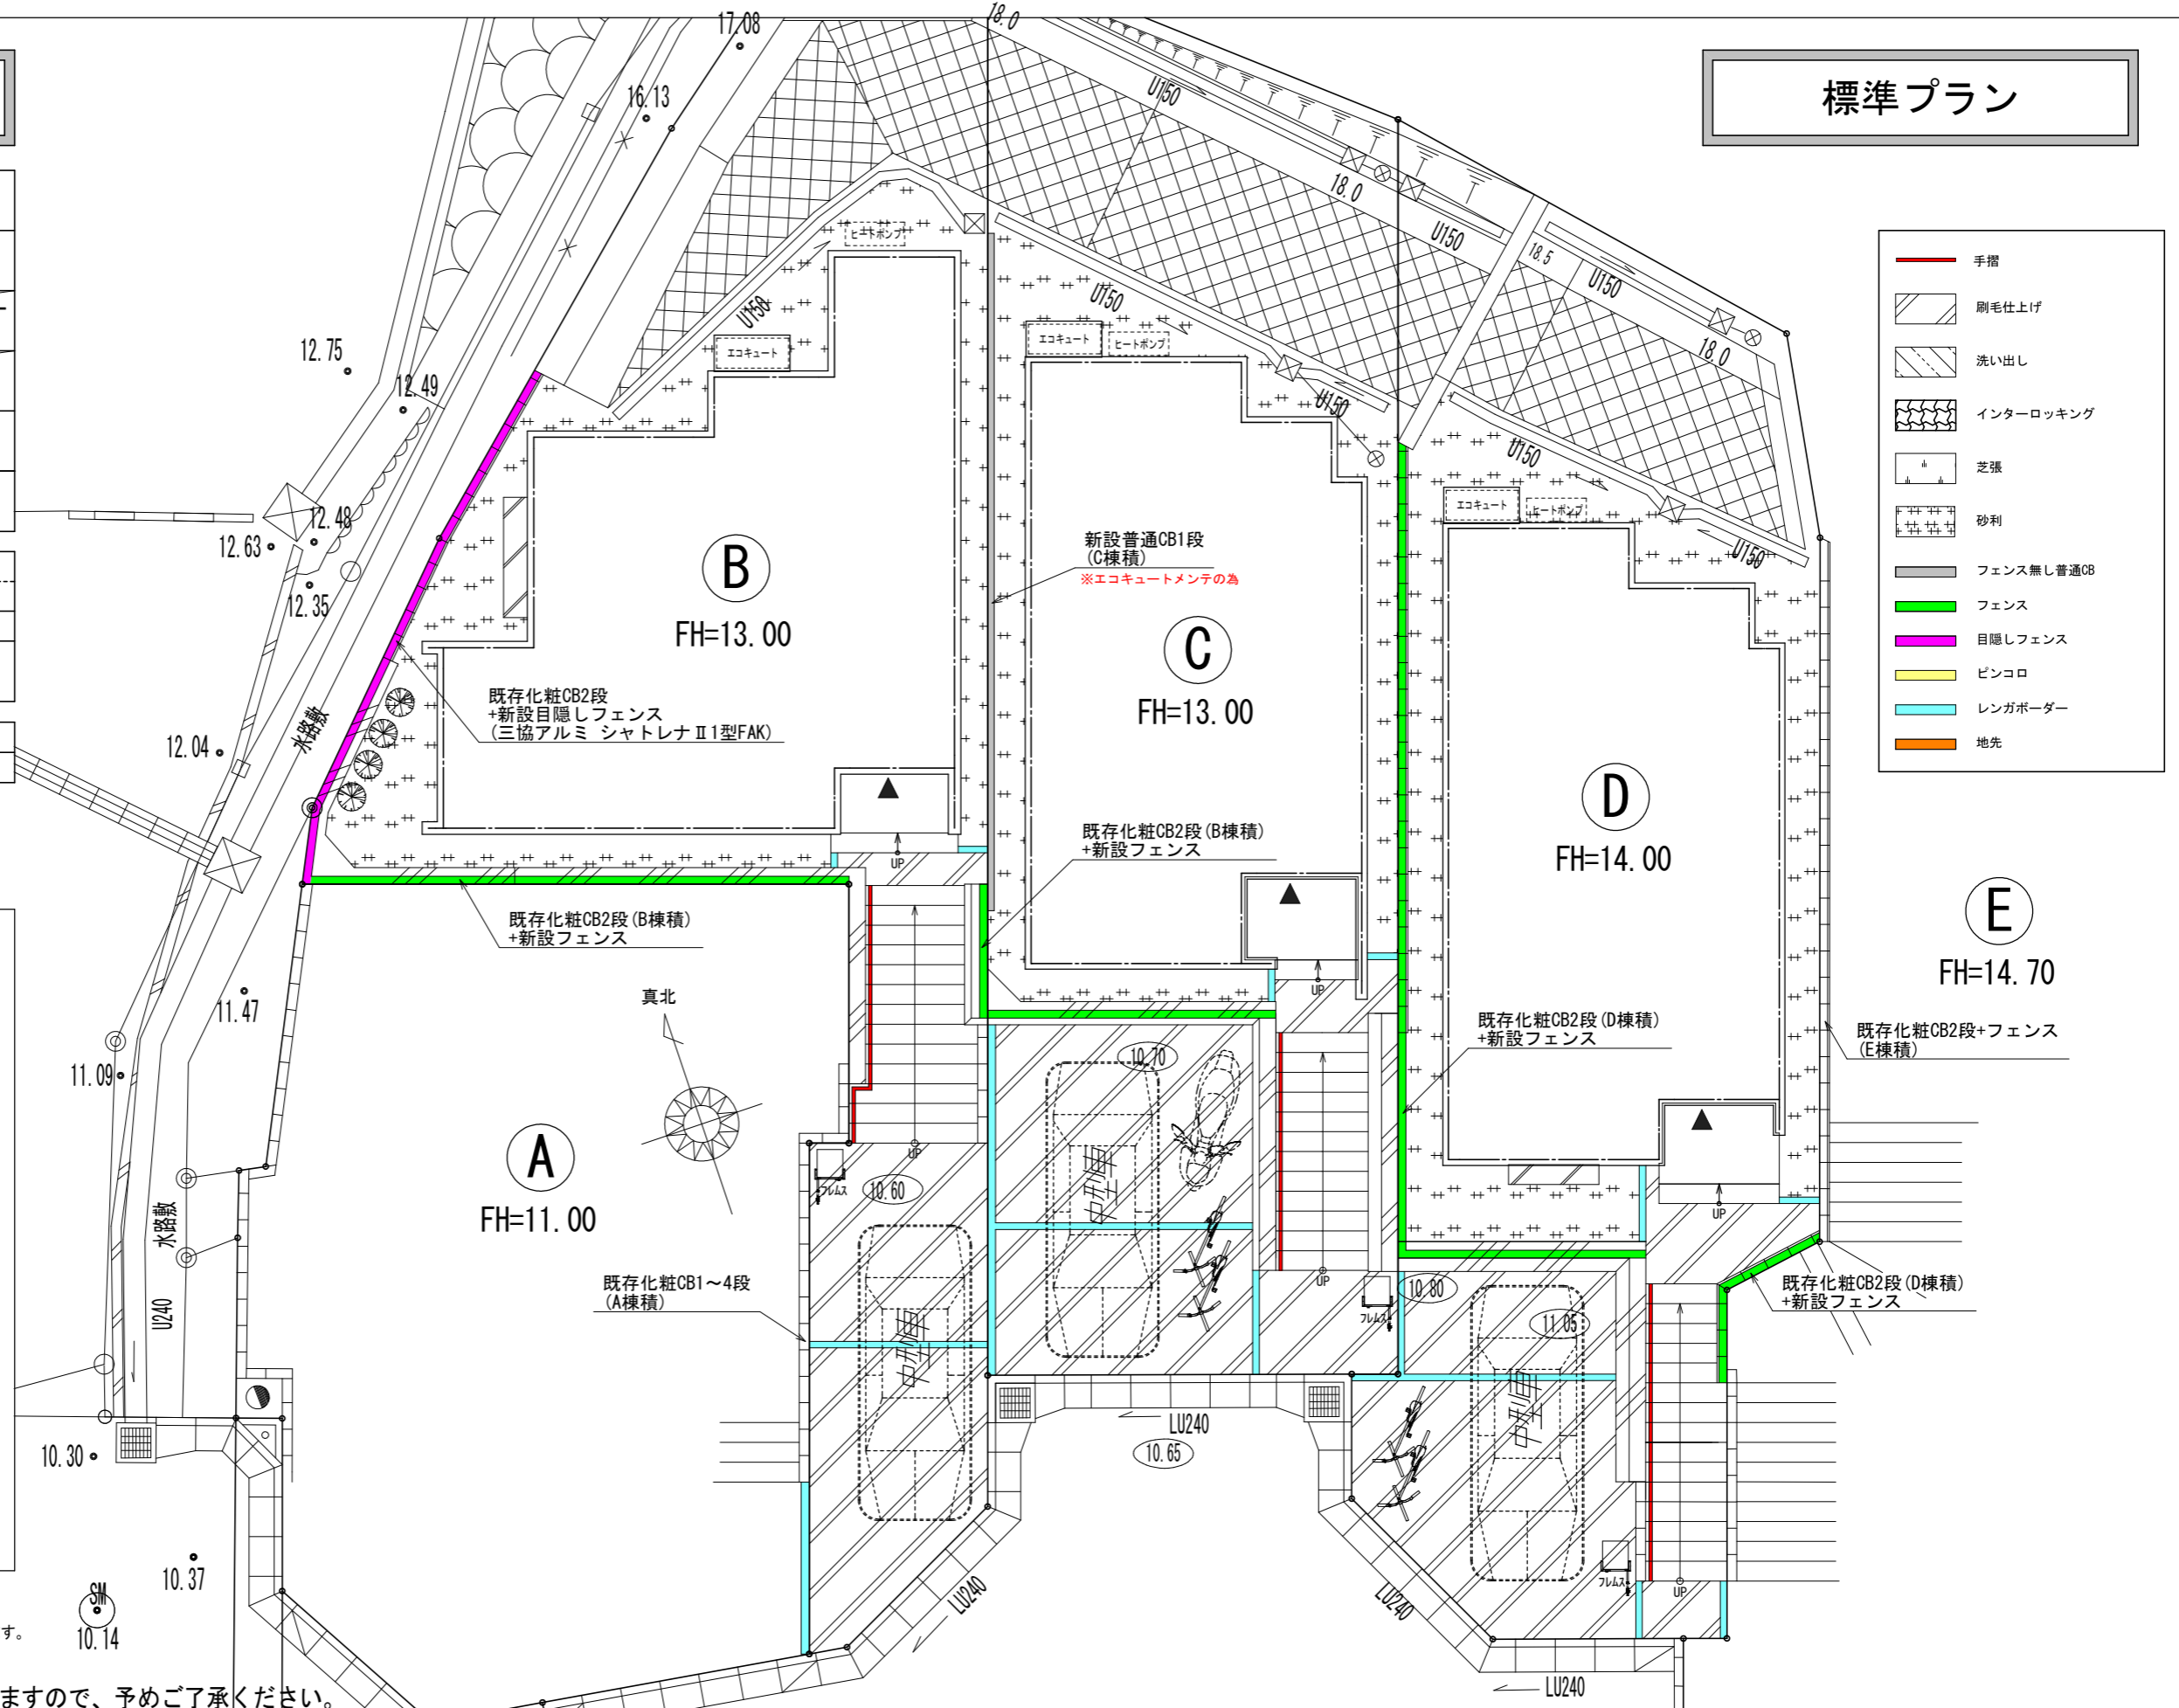 標準プラン
手摺
刷毛仕上げ
洗い出し
インターロッキング
芝張
砂利
フェンス無し普通CB
フェンス
目隠しフェンス
ピンコロ
レンガボーダー
地先
17.08
16.13
18.0
U150
18.0
U150
18.5
U150
18.0
12.75
12.49
12.48
12.63
12.35
12.04
11.47
11.09
10.30
10.37
SM
10.14
水路敷
水路敷
U240
U150
ヒートポンプ
エコキュート
B
FH=13.00
既存化粧CB2段
+新設目隠しフェンス
(三協アルミ シャトレナⅡ1型FAK)
UP
既存化粧CB2段(B棟積)
+新設フェンス
U150
エコキュート
ヒートポンプ
U150
新設普通CB1段
(C棟積)
※エコキュートメンテの為
C
FH=13.00
既存化粧CB2段(B棟積)
+新設フェンス
UP
U150
エコキュート
ヒートポンプ
U150
D
FH=14.00
既存化粧CB2段(D棟積)
+新設フェンス
UP
E
FH=14.70
既存化粧CB2段+フェンス
(E棟積)
既存化粧CB2段(D棟積)
+新設フェンス
真北
A
FH=11.00
既存化粧CB1～4段
(A棟積)
UP
フレムス
10.60
10.70
UP
フレムス
10.80
11.05
フレムス
UP
LU240
10.65
LU240
LU240
LU240
す。
ますので、予めご了承ください。